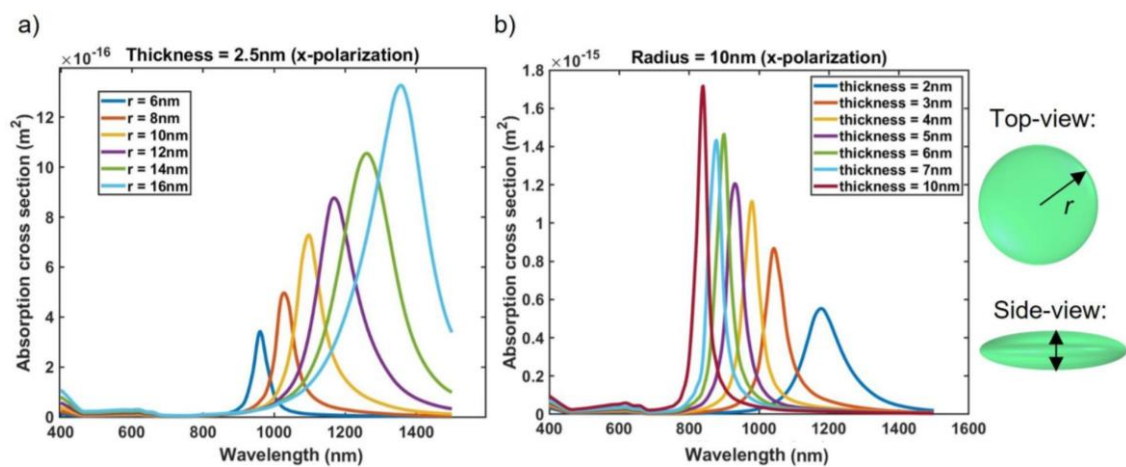 a)
×10⁻¹⁶
Thickness = 2.5nm (x-polarization)
Absorption cross section (m²)
12
10
8
6
4
2
0
r = 6nm
r = 8nm
r = 10nm
r = 12nm
r = 14nm
r = 16nm
400
600
800
1000
1200
1400
Wavelength (nm)
b)
×10⁻¹⁵
Radius = 10nm (x-polarization)
Absorption cross section (m²)
1.8
1.6
1.4
1.2
1
0.8
0.6
0.4
0.2
0
thickness = 2nm
thickness = 3nm
thickness = 4nm
thickness = 5nm
thickness = 6nm
thickness = 7nm
thickness = 10nm
400
600
800
1000
1200
1400
1600
Wavelength (nm)
Top-view:
r
Side-view: